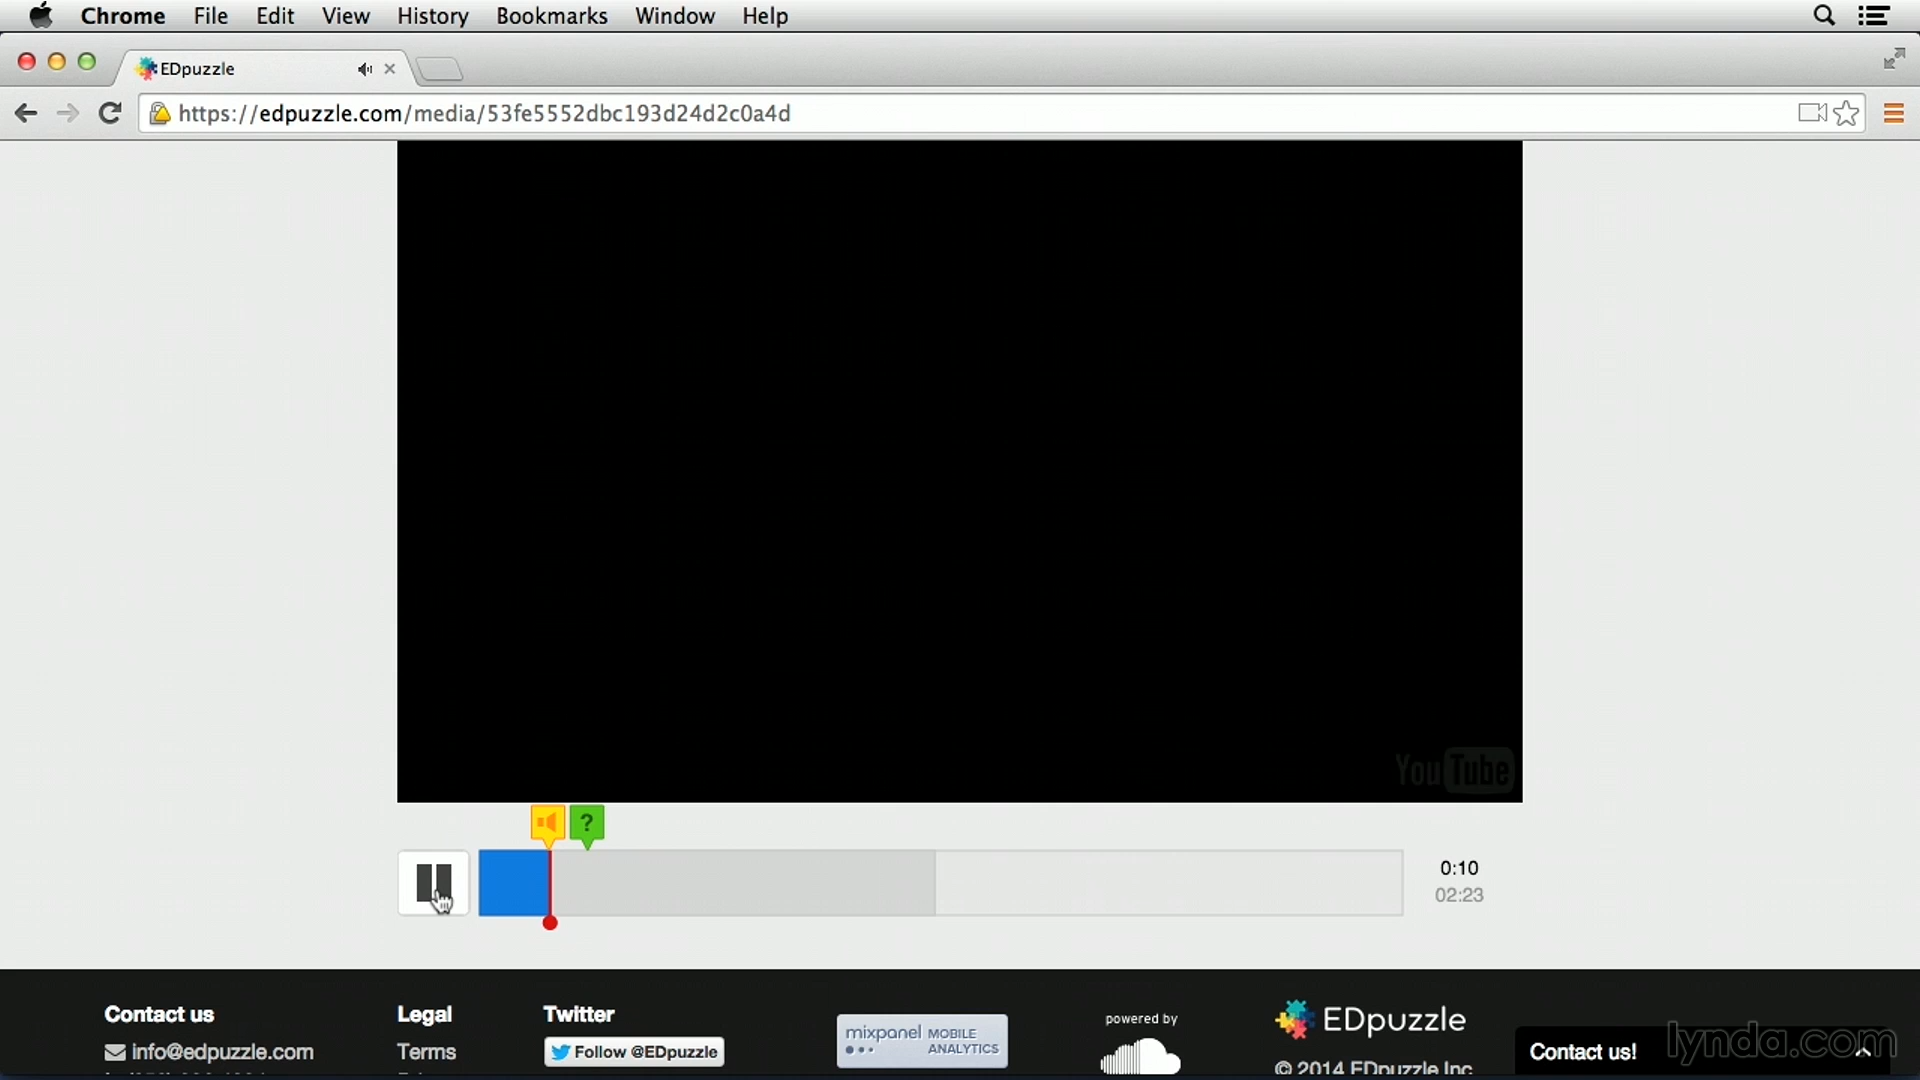 Chrome File Edit View History Bookmarks Window Help
EDpuzzle
https://edpuzzle.com/media/53fe5552dbc193d24d2c0a4d
YouTube
?
0:10
02:23
Contact us
Legal
Twitter
info@edpuzzle.com
Terms
Follow @EDpuzzle
mixpanel MOBILE
ANALYTICS
powered by
EDpuzzle
© 2014 EDpuzzle Inc
Contact us!
lynda.com